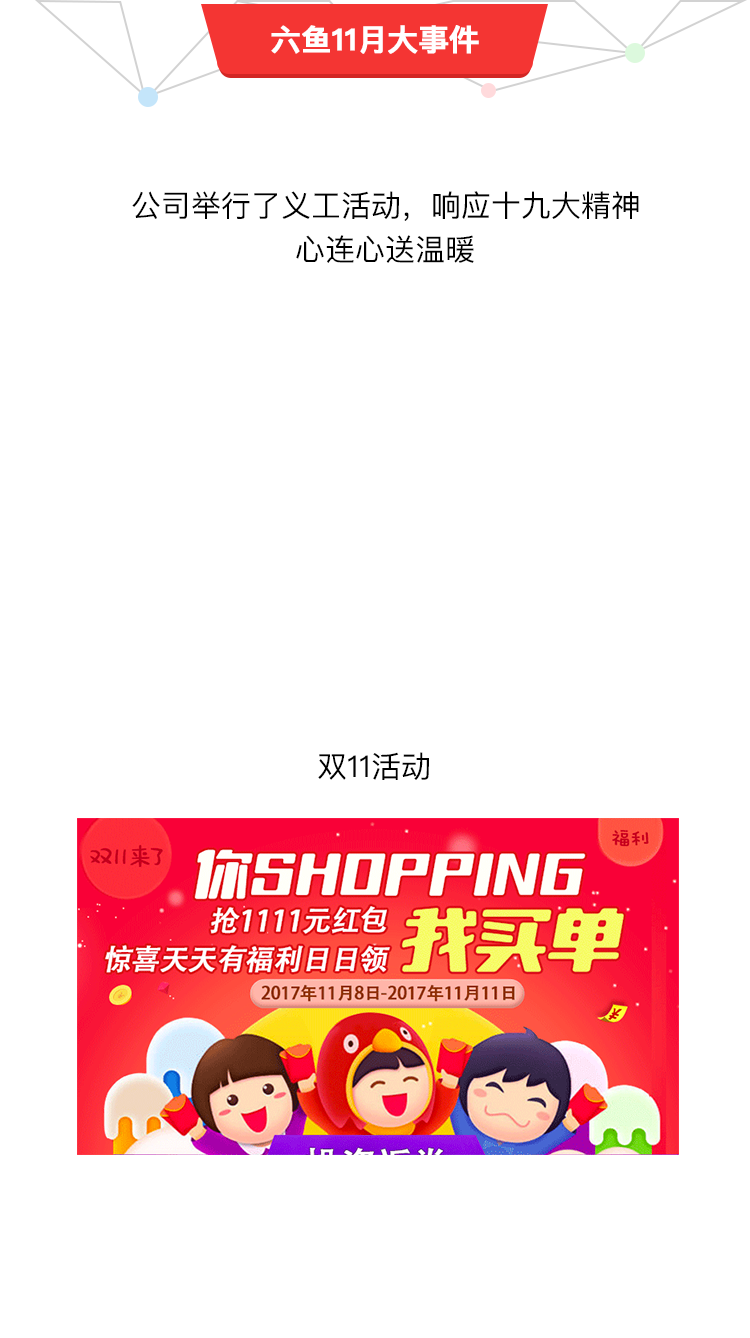 六鱼11月大事件
公司举行了义工活动，响应十九大精神
心连心送温暖
双11活动
双11来了
福利
你SHOPPING
抢1111元红包
我买单
惊喜天天有福利日日领
2017年11月8日-2017年11月11日